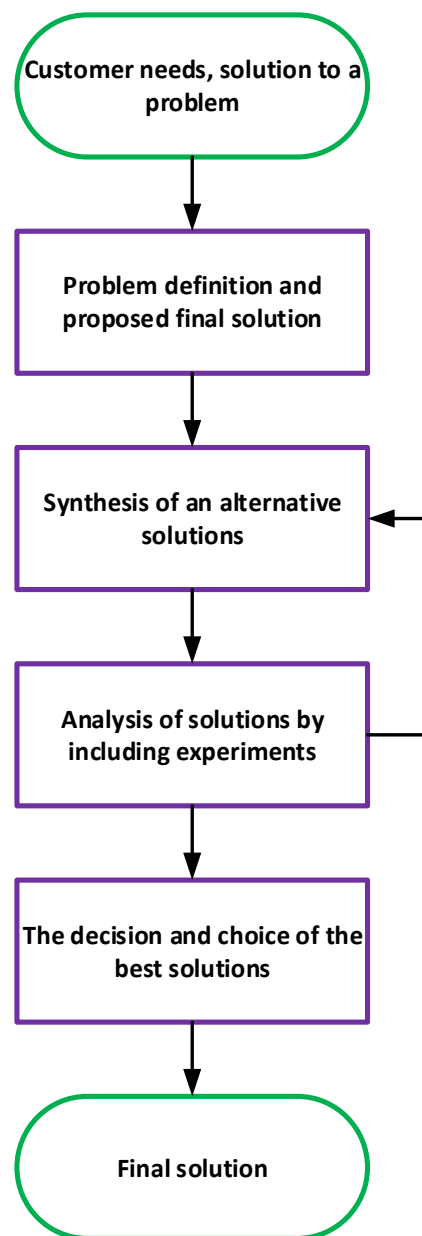 Customer needs, solution to a
problem
Problem definition and
proposed final solution
Synthesis of an alternative
solutions
Analysis of solutions by
including experiments
The decision and choice of the
best solutions
Final solution